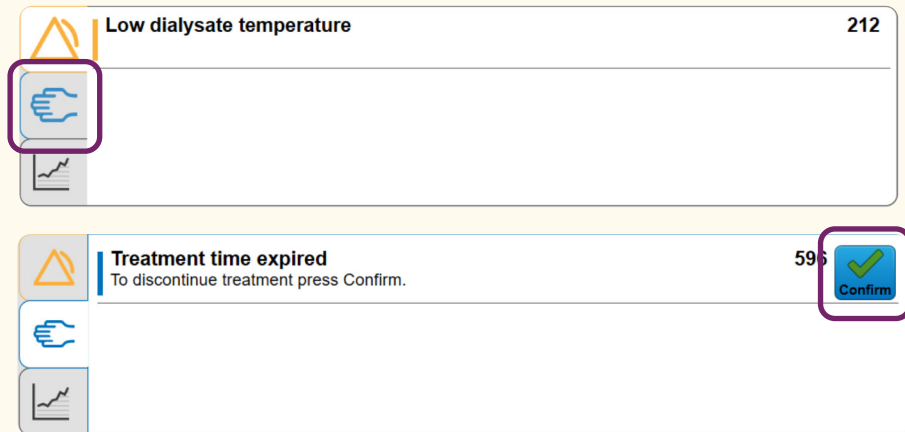 Low dialysate temperature 212
Treatment time expired 596
To discontinue treatment press Confirm.
Confirm